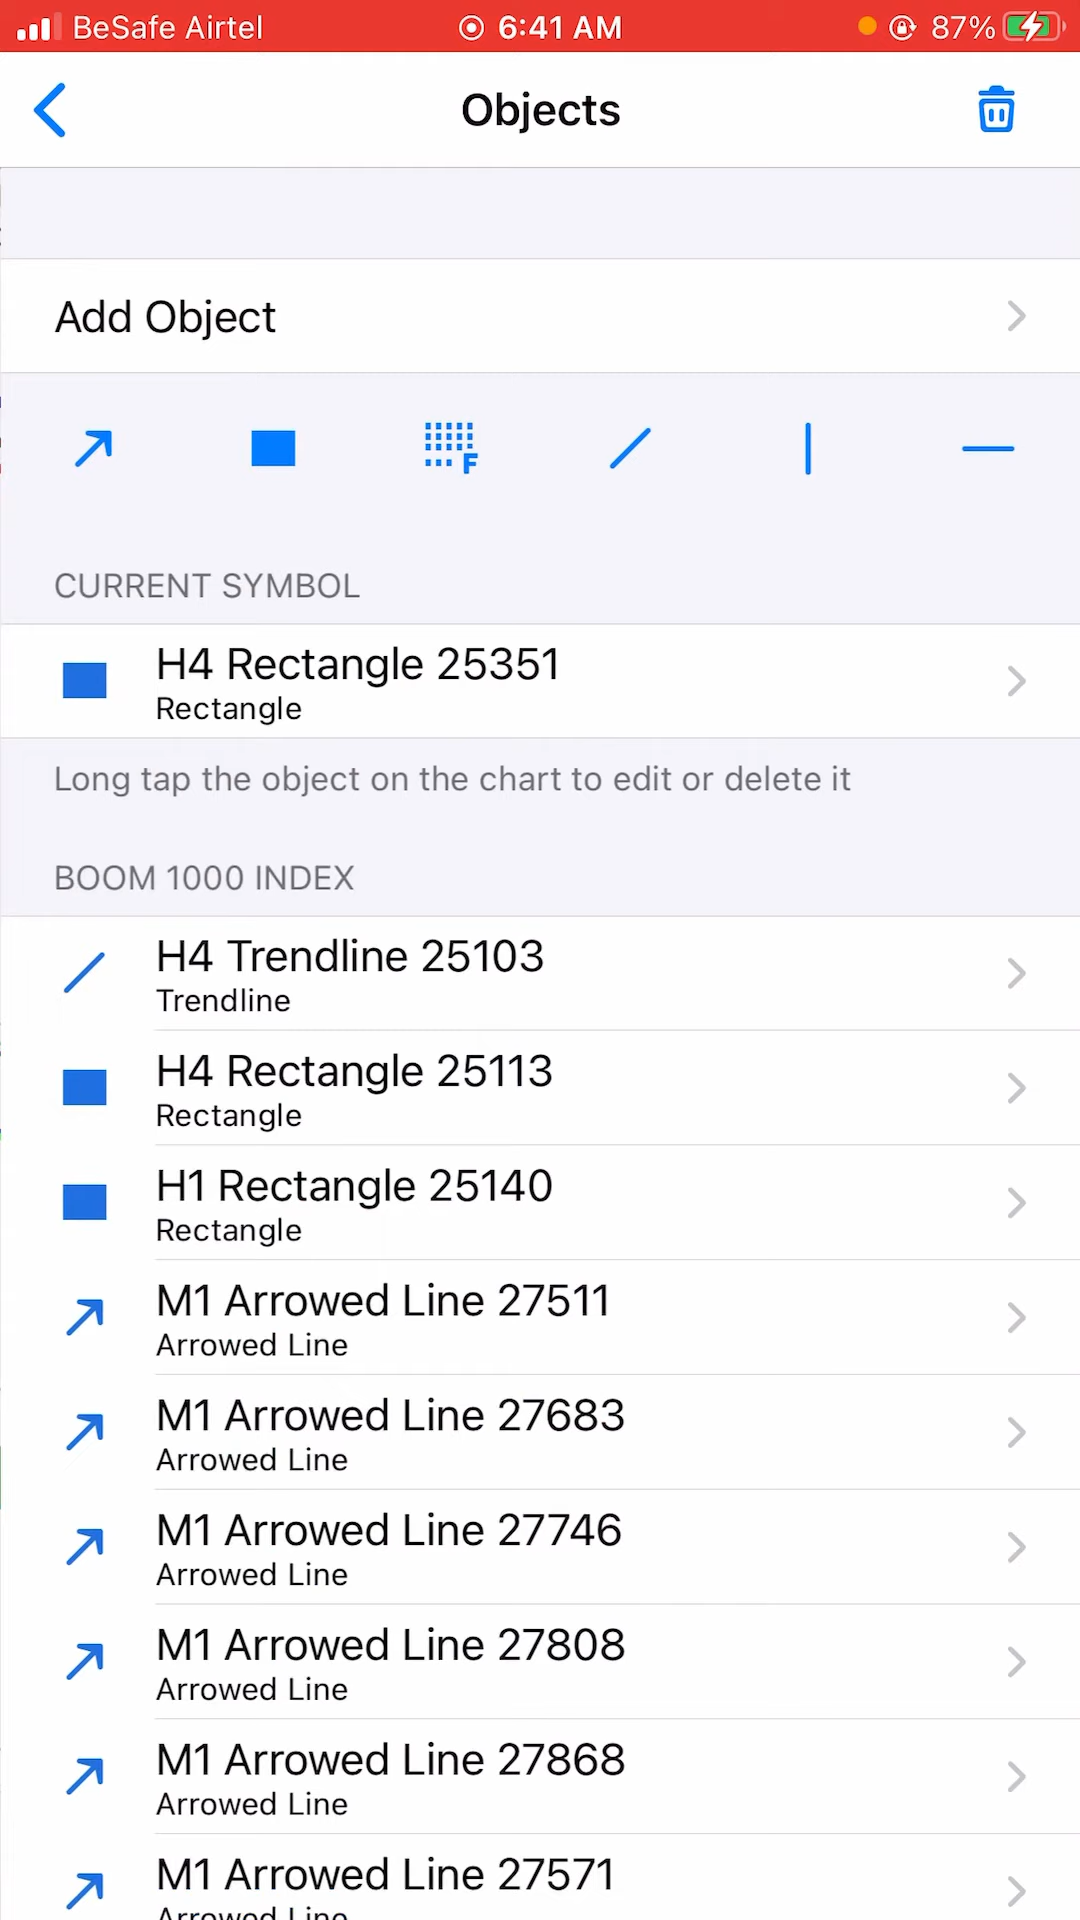 BeSafe Airtel 6:41 AM 87%
Objects
Add Object
F
CURRENT SYMBOL
H4 Rectangle 25351
Rectangle
Long tap the object on the chart to edit or delete it
BOOM 1000 INDEX
H4 Trendline 25103
Trendline
H4 Rectangle 25113
Rectangle
H1 Rectangle 25140
Rectangle
M1 Arrowed Line 27511
Arrowed Line
M1 Arrowed Line 27683
Arrowed Line
M1 Arrowed Line 27746
Arrowed Line
M1 Arrowed Line 27808
Arrowed Line
M1 Arrowed Line 27868
Arrowed Line
M1 Arrowed Line 27571
Arrowed Line